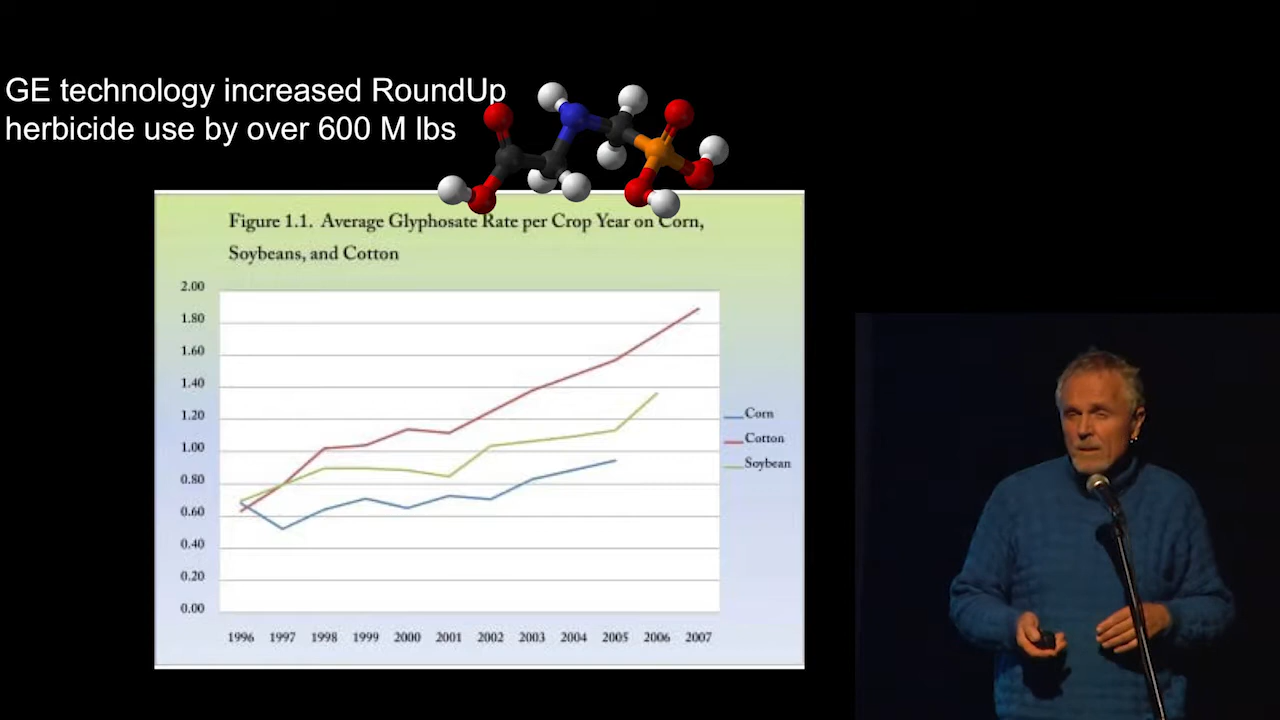 GE technology increased RoundUp
herbicide use by over 600 M lbs
Figure 1.1. Average Glyphosate Rate per Crop Year on Corn,
Soybeans, and Cotton
2.00
1.80
1.60
1.40
1.20
1.00
0.80
0.60
0.40
0.20
0.00
Corn
Cotton
Soybean
1996 1997 1998 1999 2000 2001 2002 2003 2004 2005 2006 2007